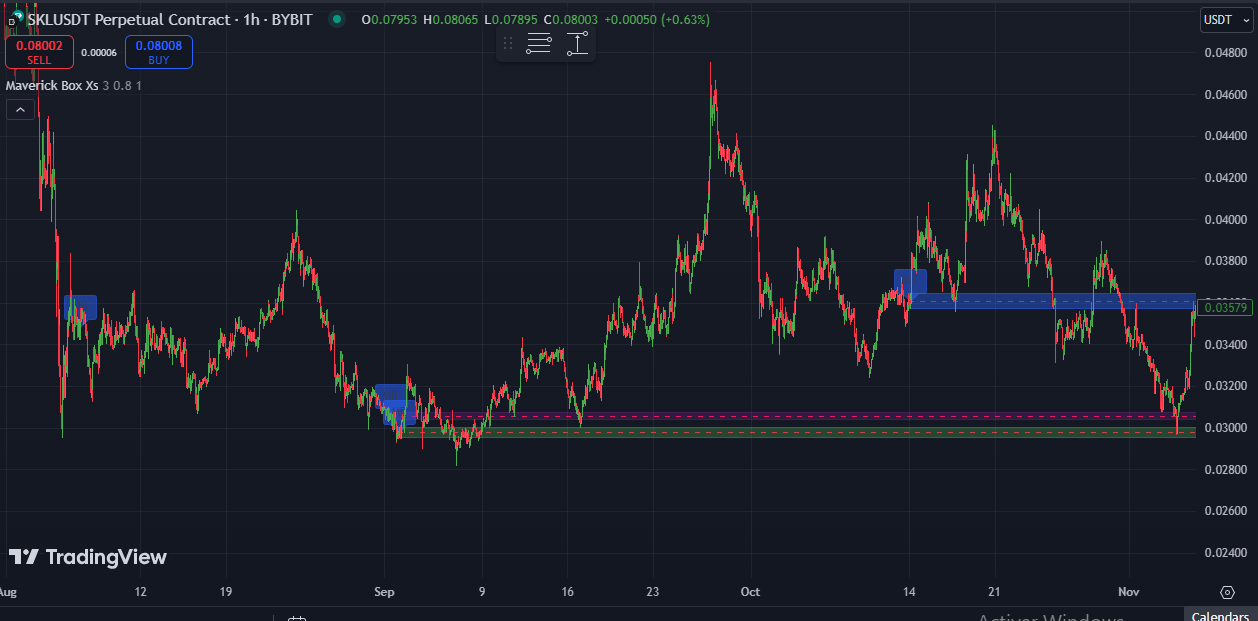 SKLUSDT Perpetual Contract · 1h · BYBIT O0.07953 H0.08065 L0.07895 C0.08003 +0.00050 (+0.63%)
USDT
0.08002
SELL
0.00006
0.08008
BUY
Maverick Box Xs 3 0.8 1
0.04800
0.04600
0.04400
0.04200
0.04000
0.03800
0.03579
0.03400
0.03200
0.03000
0.02800
0.02600
0.02400
TradingView
Aug 12 19 Sep 9 16 23 Oct 14 21 Nov
Activer Windows
Calendars